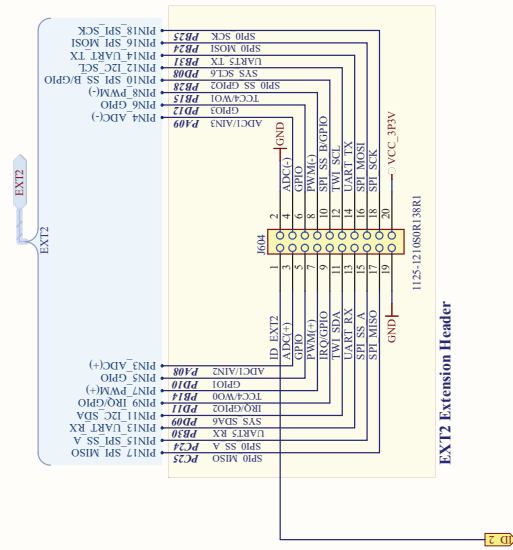 EXT2
EXT2
PIN18_SPI_SCK
PB25
SPI0 SCK
PIN16_SPI_MOSI
PB24
SPI0 MOSI
PIN14_UART_TX
PB31
UART5 TX
PIN12_I2C_SCL
PD08
SYS SCL6
PIN10_SPI_SS_B/GPIO
PB28
SPI0 SS GPIO2
PIN8_PWM(-)
PB15
TCC4/WO1
PIN6_GPIO
PD12
GPIO3
PIN4_ADC(-)
PA09
ADC1/AIN3
GND
ADC(-)
GPIO
PWM(-)
SPI_SS_B/GPIO
TWI_SCL
UART_TX
SPI_MOSI
SPI_SCK
VCC_3P3V
2
4
6
8
10
12
14
16
18
20
J604
1125-1210S0R138R1
1
3
5
7
9
11
13
15
17
19
ID_EXT2
ADC(+)
GPIO
PWM(+)
IRQ/GPIO
TWI_SDA
UART_RX
SPI_SS_A
SPI_MISO
GND
PIN3_ADC(+)
PA08
ADC1/AIN2
PIN5_GPIO
PD10
GPIO1
PIN7_PWM(+)
PB14
TCC4/WO0
PIN9_IRQ/GPIO
PD11
IRQ/GPIO2
PIN11_I2C_SDA
PD09
SYS/SDA6
PIN13_UART_RX
PB30
UART5 RX
PIN15_SPI_SS_A
PC24
SPI0 SS A
PIN17_SPI_MISO
PC25
SPI0 MISO
EXT2 Extension Header
ID_2